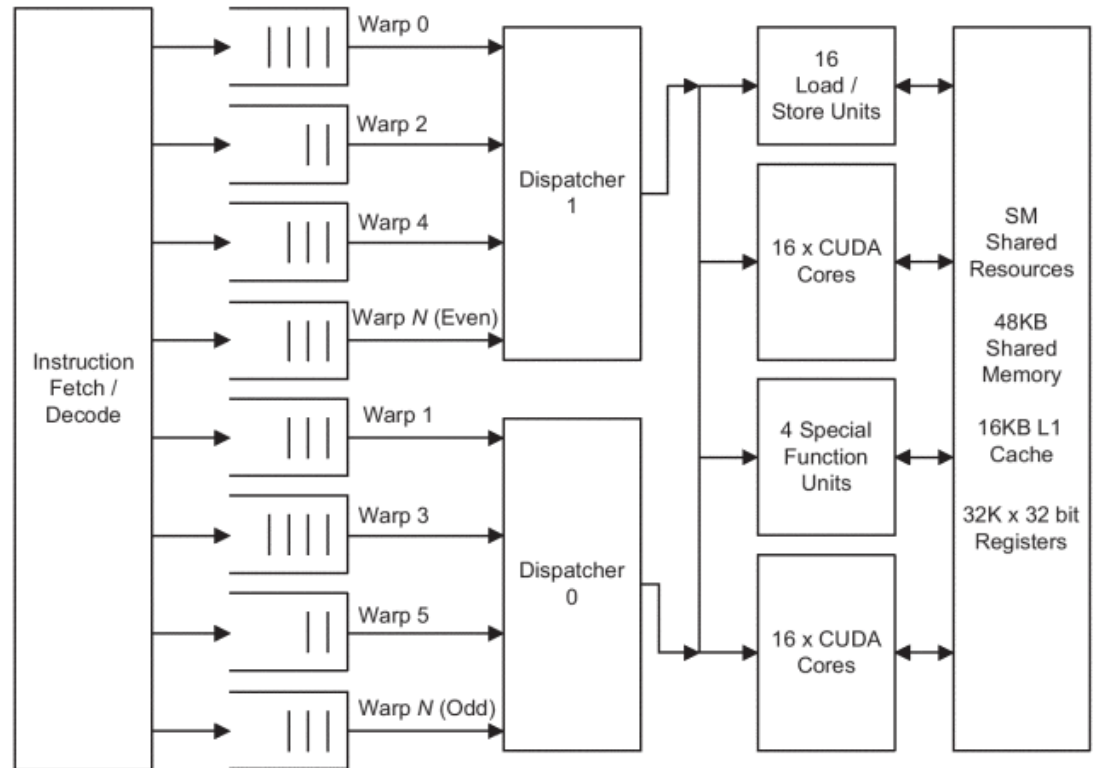 Instruction
Fetch /
Decode
Warp 0
Warp 2
Warp 4
Warp N (Even)
Warp 1
Warp 3
Warp 5
Warp N (Odd)
Dispatcher
1
Dispatcher
0
16
Load /
Store Units
16 x CUDA
Cores
4 Special
Function
Units
16 x CUDA
Cores
SM
Shared
Resources
48KB
Shared
Memory
16KB L1
Cache
32K x 32 bit
Registers